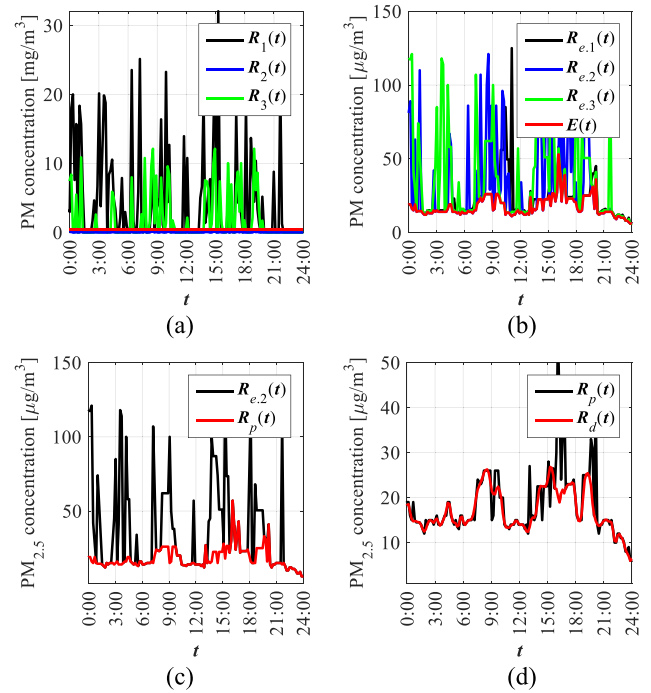 PM concentration [mg/m³]
30
20
10
0
R₁(t)
R₂(t)
R₃(t)
0:00
3:00
6:00
9:00
12:00
15:00
18:00
21:00
24:00
t
(a)
PM concentration [μg/m³]
150
100
50
0
Rₑ.₁(t)
Rₑ.₂(t)
Rₑ.₃(t)
E(t)
0:00
3:00
6:00
9:00
12:00
15:00
18:00
21:00
24:00
t
(b)
PM₂.₅ concentration [μg/m³]
150
100
50
Rₑ.₂(t)
Rₚ(t)
0:00
3:00
6:00
9:00
12:00
15:00
18:00
21:00
24:00
t
(c)
PM₂.₅ concentration [μg/m³]
50
40
30
20
10
Rₚ(t)
R_d(t)
0:00
3:00
6:00
9:00
12:00
15:00
18:00
21:00
24:00
t
(d)